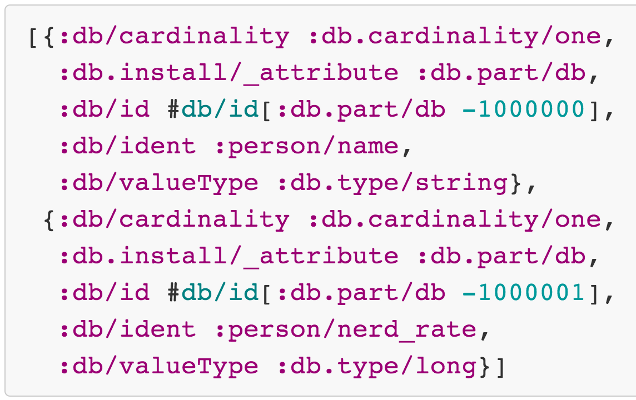 [{:db/cardinality :db.cardinality/one,
:db.install/_attribute :db.part/db,
:db/id #db/id[:db.part/db -1000000],
:db/ident :person/name,
:db/valueType :db.type/string},
{:db/cardinality :db.cardinality/one,
:db.install/_attribute :db.part/db,
:db/id #db/id[:db.part/db -1000001],
:db/ident :person/nerd_rate,
:db/valueType :db.type/long}]